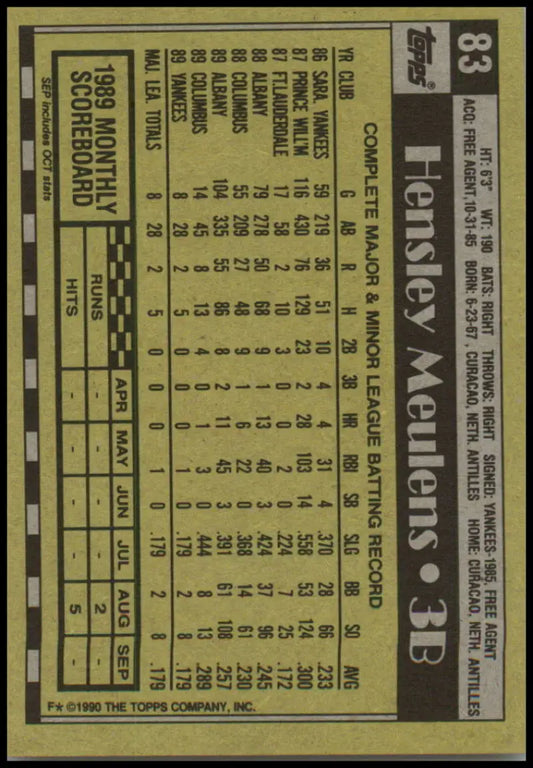 83
topps®
HT: 6'3" WT: 190 BATS: RIGHT THROWS: RIGHT SIGNED: YANKEES-1985, FREE AGENT
ACQ: FREE AGENT, 10-31-85 BORN: 6-23-67, CURACAO, NETH. ANTILLES HOME: CURACAO, NETH. ANTILLES
Hensley Meulens • 3B
COMPLETE MAJOR & MINOR LEAGUE BATTING RECORD
YR CLUB G AB R H 2B 3B HR RBI SB SLG BB SO AVG
86 SARA. YANKEES 59 219 36 51 10 4 4 31 4 .370 28 66 .233
87 PRINCE WILL'M 116 430 76 129 23 2 28 103 14 .558 53 124 .300
87 FT.LAUDERDALE 17 58 2 10 3 0 0 2 0 .224 7 25 .172
88 ALBANY 79 278 50 68 9 1 13 40 3 .424 37 96 .245
88 COLUMBUS 55 209 27 48 9 1 6 22 0 .368 14 61 .230
89 ALBANY 104 335 55 86 8 2 11 45 3 .391 61 108 .257
89 COLUMBUS 14 45 8 13 4 0 1 3 0 .444 8 13 .289
89 YANKEES 8 28 2 5 0 0 0 1 0 .179 2 8 .179
MAJ. LEA. TOTALS 8 28 2 5 0 0 0 1 0 .179 2 8 .179
1989 MONTHLY
SCOREBOARD
APR MAY JUN JUL AUG SEP
RUNS - - - - 2 -
HITS - - - - 5 -
SEP includes OCT stats
F* ©1990 THE TOPPS COMPANY, INC.